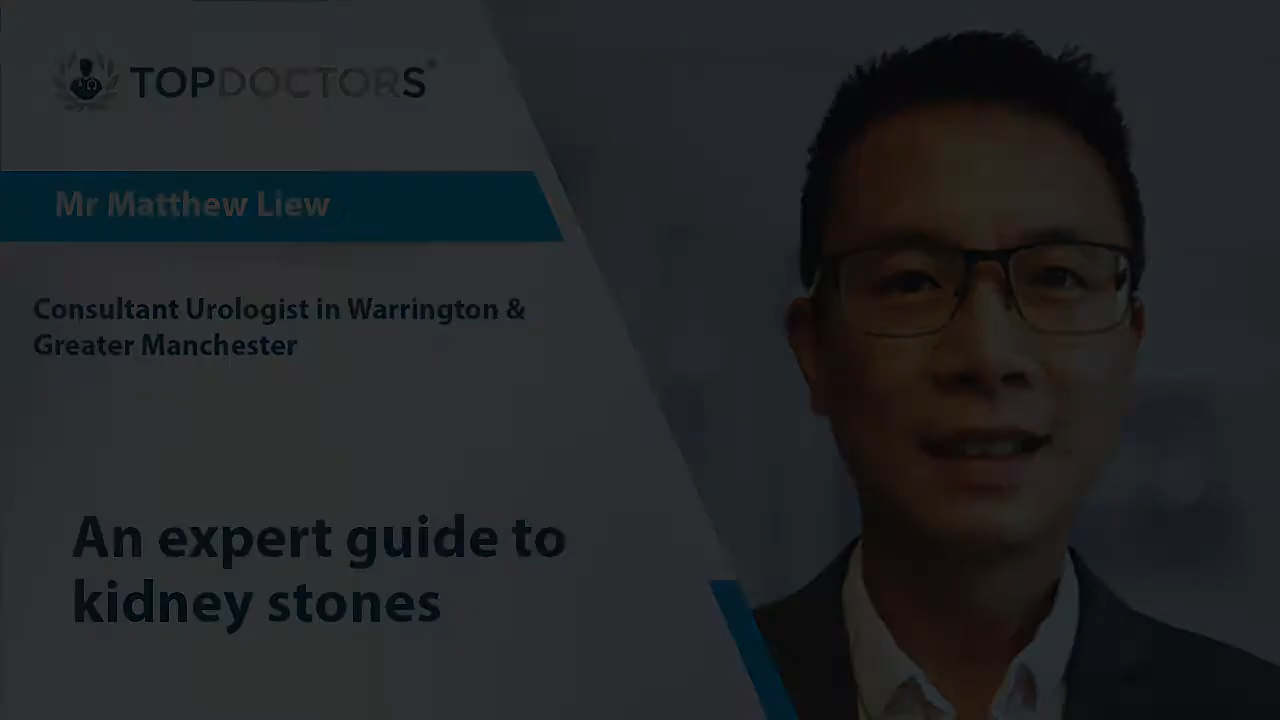 TOPDOCTORS®
Mr Matthew Liew
Consultant Urologist in Warrington &
Greater Manchester
An expert guide to
kidney stones